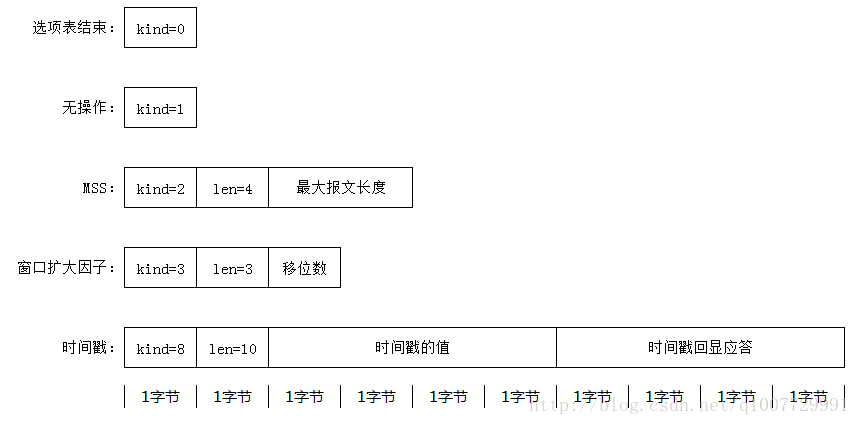 选项表结束： kind=0
无操作： kind=1
MSS： kind=2 len=4 最大报文长度
窗口扩大因子： kind=3 len=3 移位数
时间戳： kind=8 len=10 时间戳的值 时间戳回显应答
1字节 1字节 1字节 1字节 1字节 1字节 1字节 1字节 1字节 1字节
http://blog.csdn.net/q1007729991